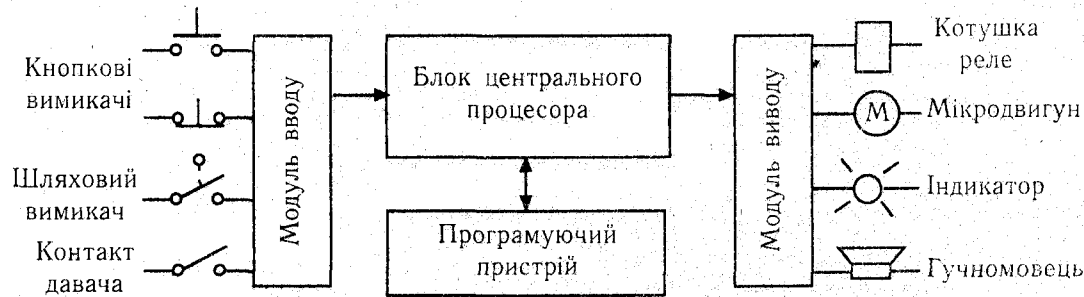 Кнопкові
вимикачі
Шляховий
вимикач
Контакт
давача
Модуль вводу
Блок центрального
процесора
Програмуючий
пристрій
Модуль виводу
Котушка
реле
М
Мікродвигун
Індикатор
Гучномовець